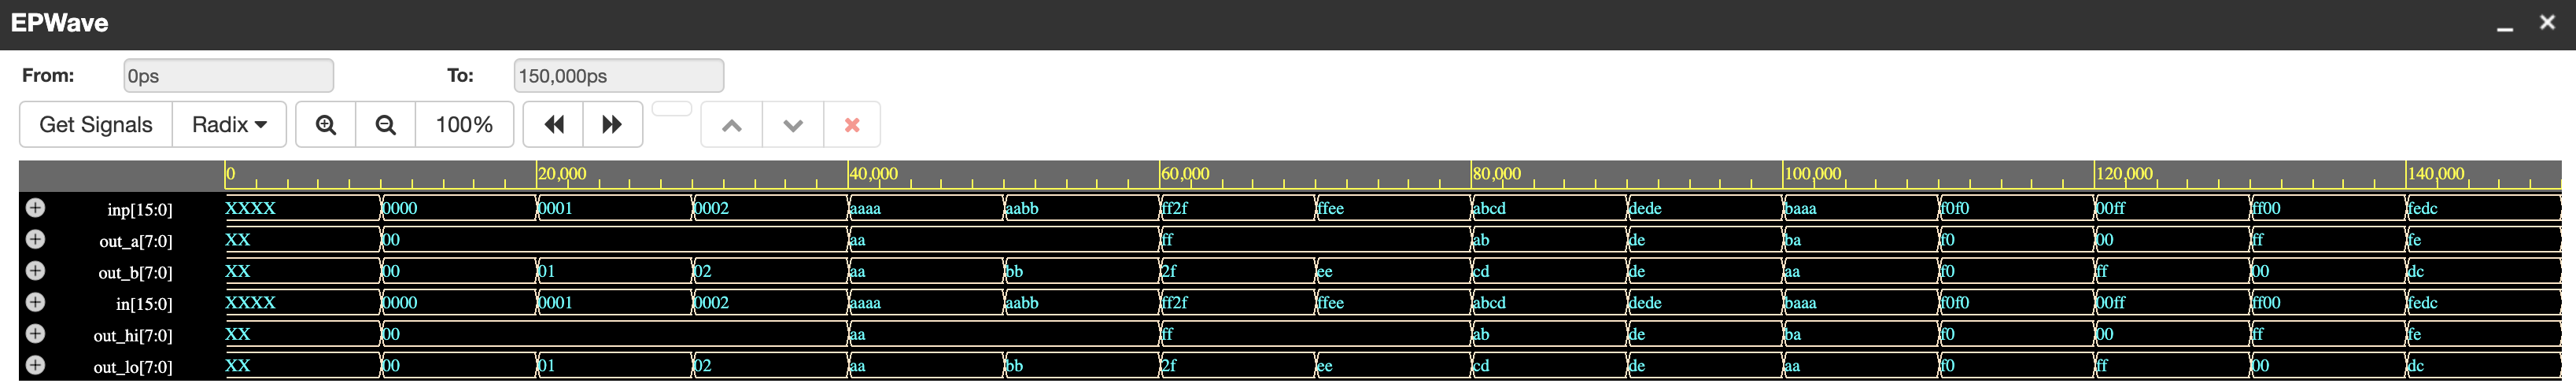 EPWave
From: 0ps To: 150,000ps
Get Signals Radix 100%
0 20,000 40,000 60,000 80,000 100,000 120,000 140,000
inp[15:0] XXXX 0000 0001 0002 aaaa aabb ff2f ffee abcd dede baaa f0f0 00ff ff00 fedc
out_a[7:0] XX 00 aa ff ab de ba f0 00 ff fe
out_b[7:0] XX 00 01 02 aa bb 2f ee cd de aa f0 ff 00 dc
in[15:0] XXXX 0000 0001 0002 aaaa aabb ff2f ffee abcd dede baaa f0f0 00ff ff00 fedc
out_hi[7:0] XX 00 aa ff ab de ba f0 00 ff fe
out_lo[7:0] XX 00 01 02 aa bb 2f ee cd de aa f0 ff 00 dc